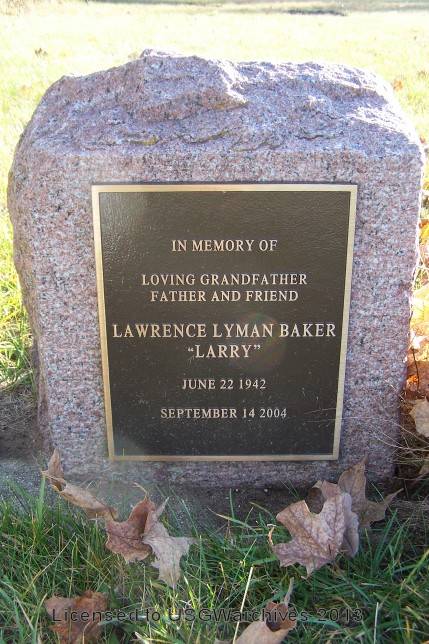 IN MEMORY OF
LOVING GRANDFATHER
FATHER AND FRIEND
LAWRENCE LYMAN BAKER
"LARRY"
JUNE 22 1942
SEPTEMBER 14 2004
Licensed to USGWarchives 2013